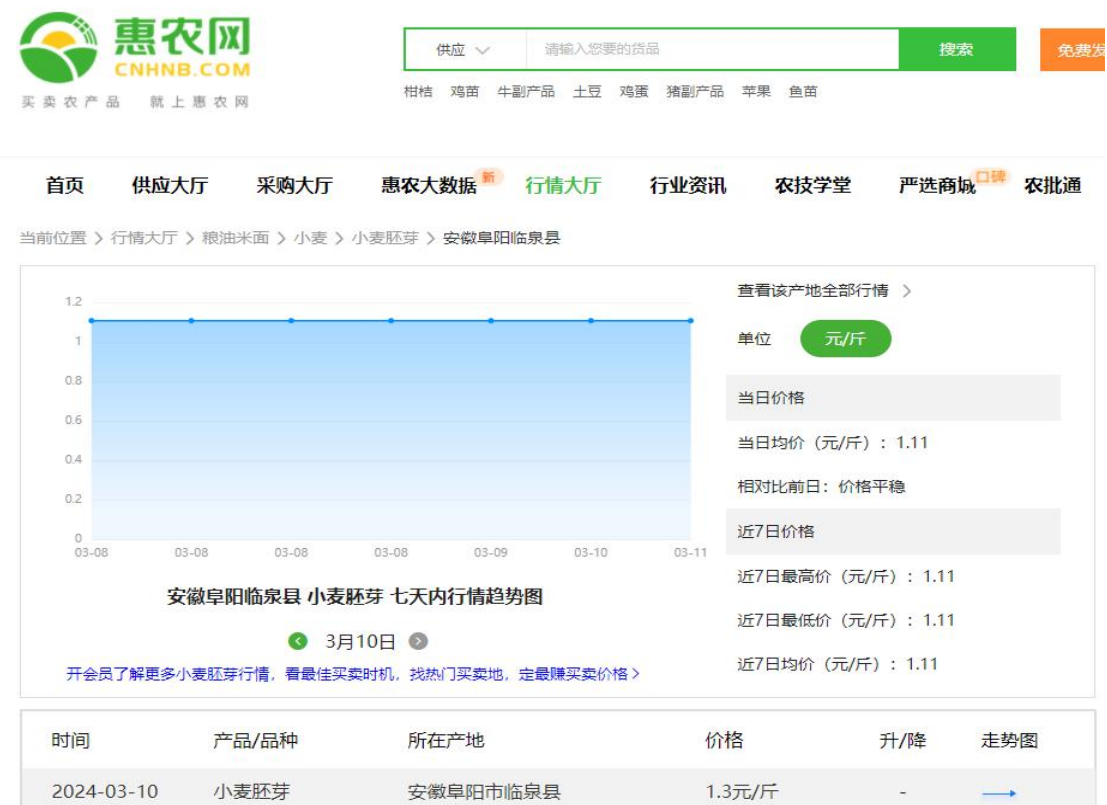 惠农网
CNHNB.COM
买卖农产品 就上惠农网
供应 请输入您要的货品 搜索 免费发
柑桔 鸡苗 牛副产品 土豆 鸡蛋 猪副产品 苹果 鱼苗
首页 供应大厅 采购大厅 惠农大数据 新 行情大厅 行业资讯 农技学堂 严选商城 口碑 农批通
当前位置 > 行情大厅 > 粮油米面 > 小麦 > 小麦胚芽 > 安徽阜阳临泉县
1.2
1
0.8
0.6
0.4
0.2
0
03-08 03-08 03-08 03-08 03-09 03-10 03-11
安徽阜阳临泉县 小麦胚芽 七天内行情趋势图
3月10日
开会员了解更多小麦胚芽行情，看最佳买卖时机，找热门买卖地，定最赚买卖价格 >
查看该产地全部行情 >
单位 元/斤
当日价格
当日均价（元/斤）：1.11
相对比前日：价格平稳
近7日价格
近7日最高价（元/斤）：1.11
近7日最低价（元/斤）：1.11
近7日均价（元/斤）：1.11
时间 产品/品种 所在产地 价格 升/降 走势图
2024-03-10 小麦胚芽 安徽阜阳市临泉县 1.3元/斤 -